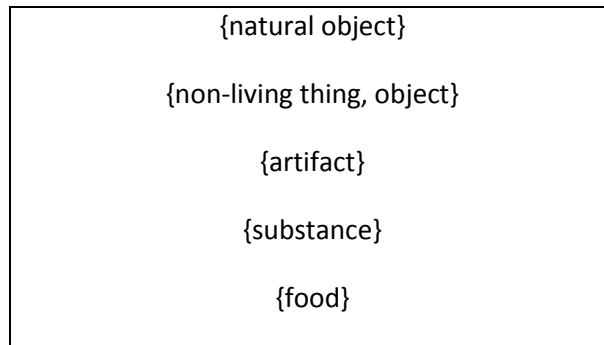 {natural object}
{non-living thing, object}
{artifact}
{substance}
{food}